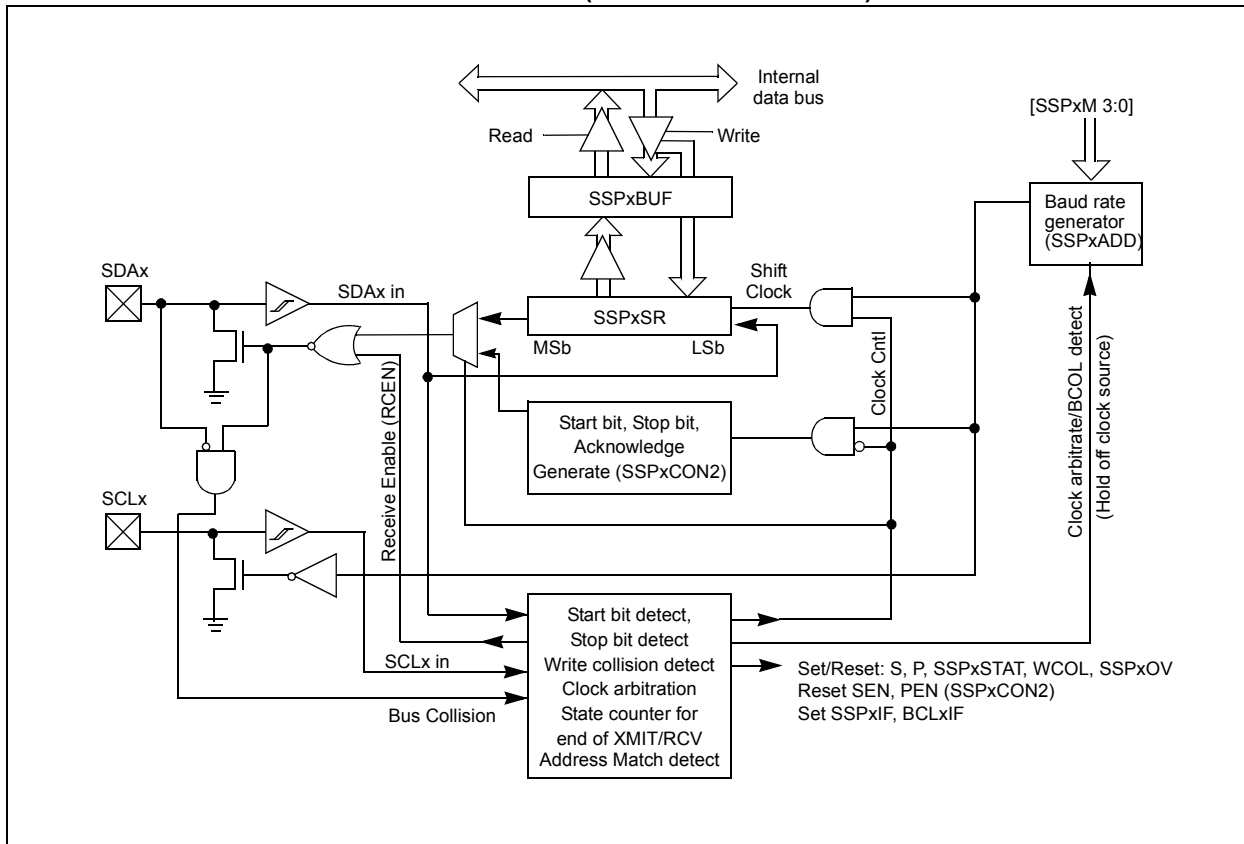 Internal
data bus
[SSPxM 3:0]
Read
Write
SSPxBUF
Baud rate
generator
(SSPxADD)
SDAx
SDAx in
Shift
Clock
SSPxSR
MSb
LSb
Start bit, Stop bit,
Acknowledge
Generate (SSPxCON2)
Clock Cntl
Receive Enable (RCEN)
Clock arbitrate/BCOL detect
(Hold off clock source)
SCLx
SCLx in
Bus Collision
Start bit detect,
Stop bit detect
Write collision detect
Clock arbitration
State counter for
end of XMIT/RCV
Address Match detect
Set/Reset: S, P, SSPxSTAT, WCOL, SSPxOV
Reset SEN, PEN (SSPxCON2)
Set SSPxIF, BCLxIF